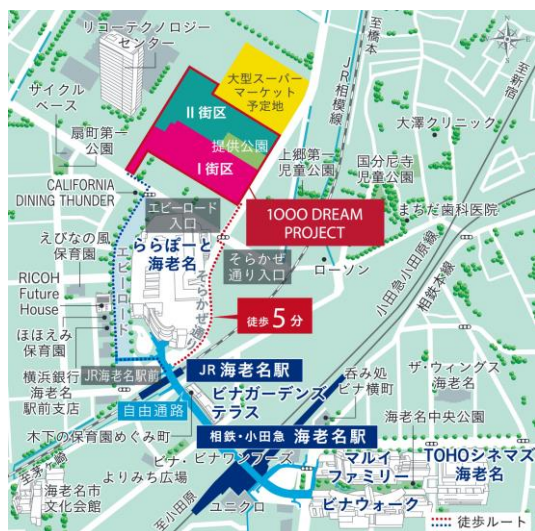 リコーテクノロジー
センター
サイクル
ベース
扇町第一
公園
大型スーパー
マーケット
予定地
II街区
提供公園
I街区
至橋本
JR相模線
至新宿
大澤クリニック
上郷第一
児童公園
国分尼寺
児童公園
CALIFORNIA
DINING THUNDER
エビーロード
入口
1000 DREAM
PROJECT
まちだ歯科医院
えびなの風
保育園
ららぽーと
海老名
そらかぜ
通り入口
ローソン
小田急小田原線
相鉄本線
エビーロード
そらかぜ通り
RICOH
Future
House
徒歩5分
ほほえみ
保育園
横浜銀行
海老名
駅前支店
JR海老名駅前
JR 海老名駅
ビナガーデンズ
テラス
呑み処
ビナ横町
ザ・ウィングス
海老名
自由通路
木下の保育園めぐみ町
海老名中央公園
相鉄・小田急 海老名駅
至茅ヶ崎
ビナ・
よりみち広場
ビナワンフーズ
マルイ
ファミリー
TOHOシネマズ
海老名
海老名市
文化会館
至小田原
ユニクロ
ビナウォーク
徒歩ルート